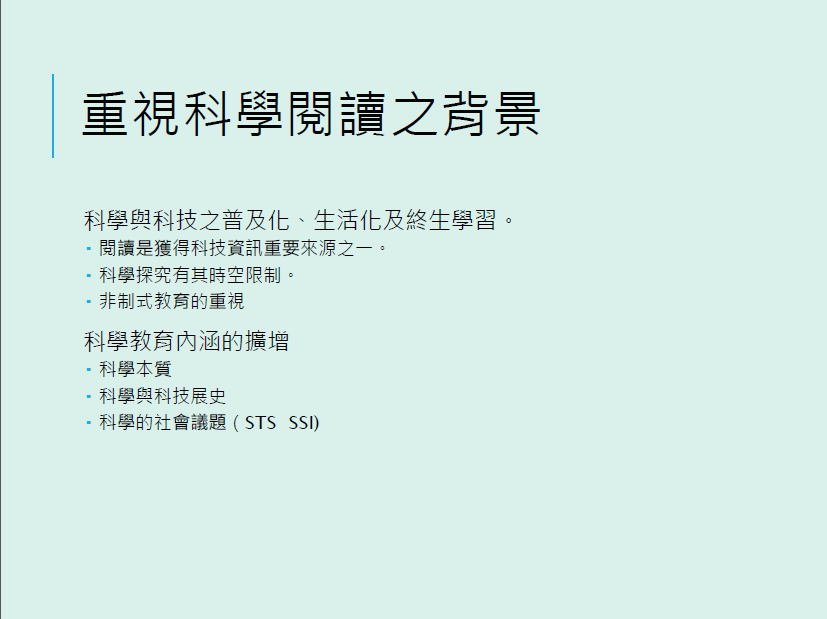 重視科學閱讀之背景
科學與科技之普及化、生活化及終生學習。
▪ 閱讀是獲得科技資訊重要來源之一。
▪ 科學探究有其時空限制。
▪ 非制式教育的重視
科學教育內涵的擴增
▪ 科學本質
▪ 科學與科技展史
▪ 科學的社會議題（STS  SSI)